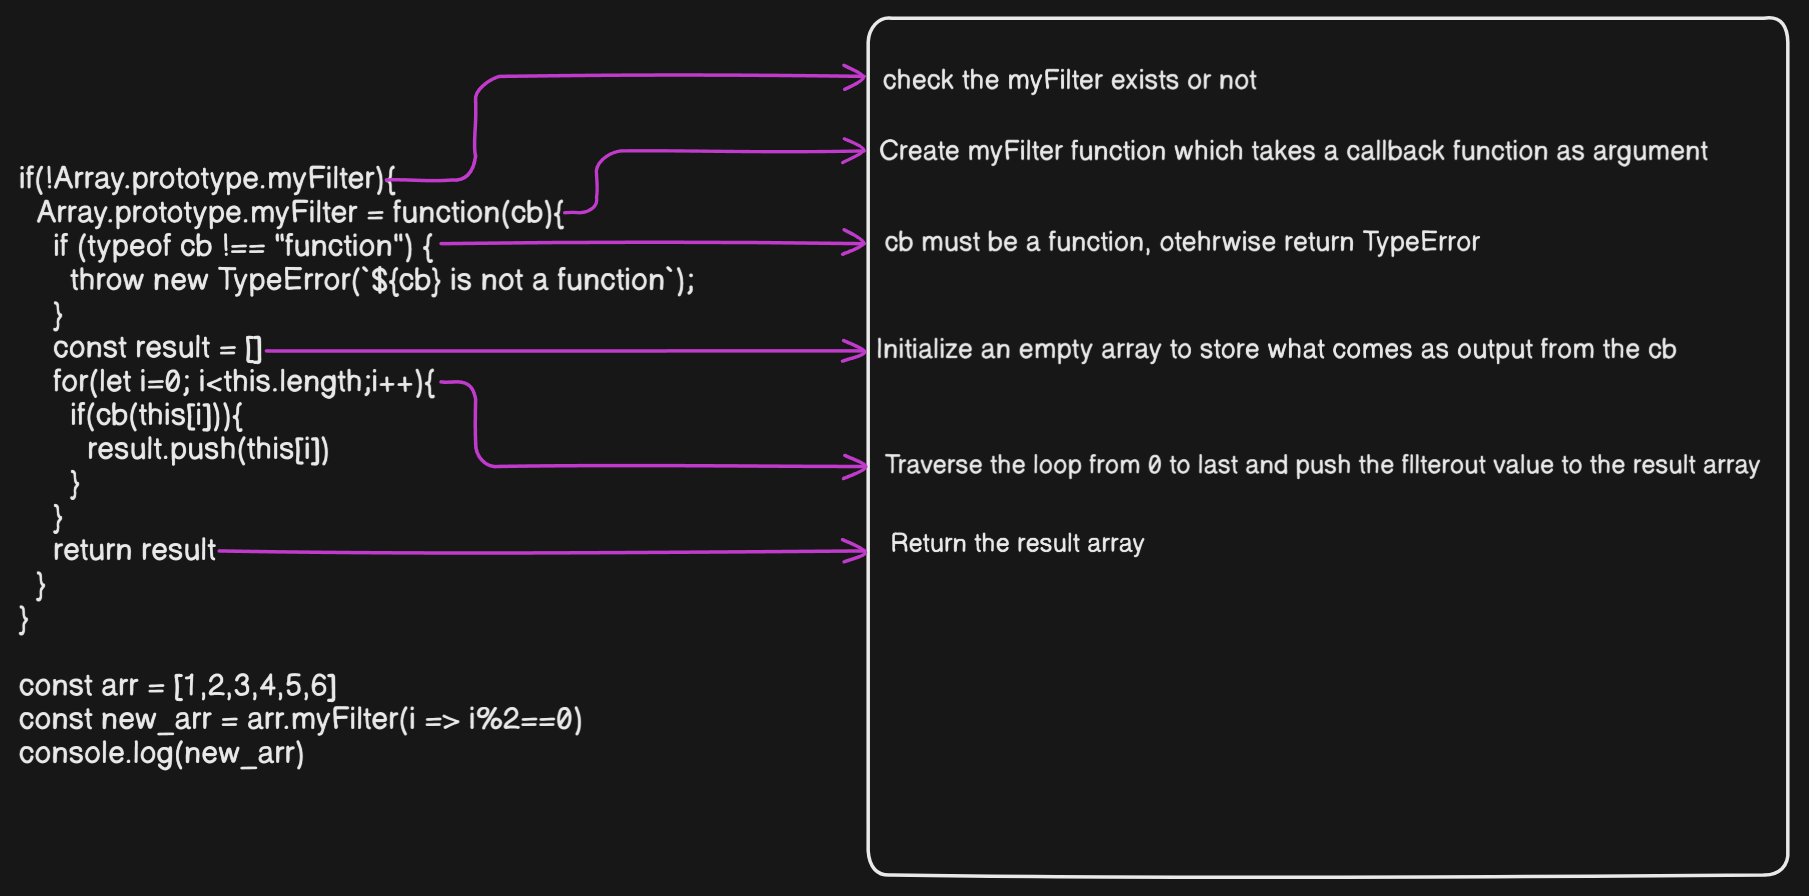 if(!Array.prototype.myFilter){
Array.prototype.myFilter = function(cb){
if (typeof cb !== "function") {
throw new TypeError(`${cb} is not a function`);
}
const result = []
for(let i=0; i<this.length;i++){
if(cb(this[i])){
result.push(this[i])
}
}
return result
}
}
const arr = [1,2,3,4,5,6]
const new_arr = arr.myFilter(i => i%2==0)
console.log(new_arr)
check the myFilter exists or not
Create myFilter function which takes a callback function as argument
cb must be a function, otehrwise return TypeError
Initialize an empty array to store what comes as output from the cb
Traverse the loop from 0 to last and push the fllterout value to the result array
Return the result array